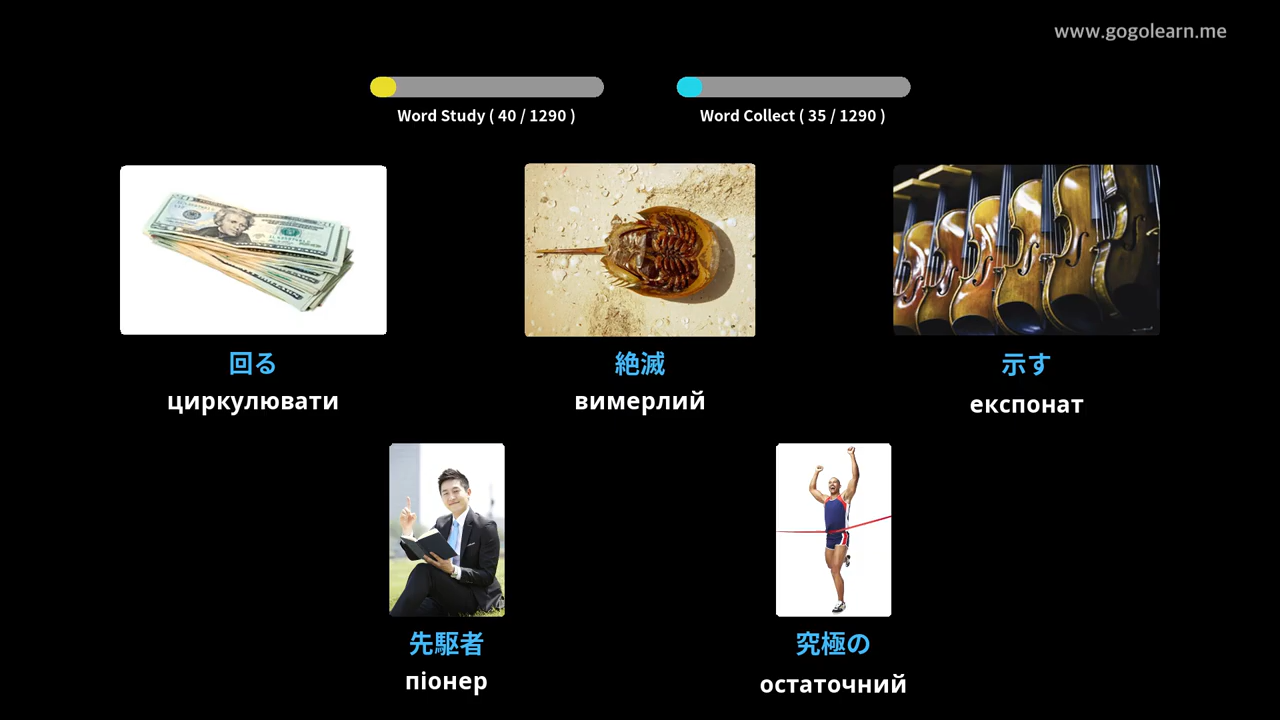 www.gogolearn.me
Word Study ( 40 / 1290 )
Word Collect ( 35 / 1290 )
回る
циркулювати
絶滅
вимерлий
示す
експонат
先駆者
піонер
究極の
остаточний